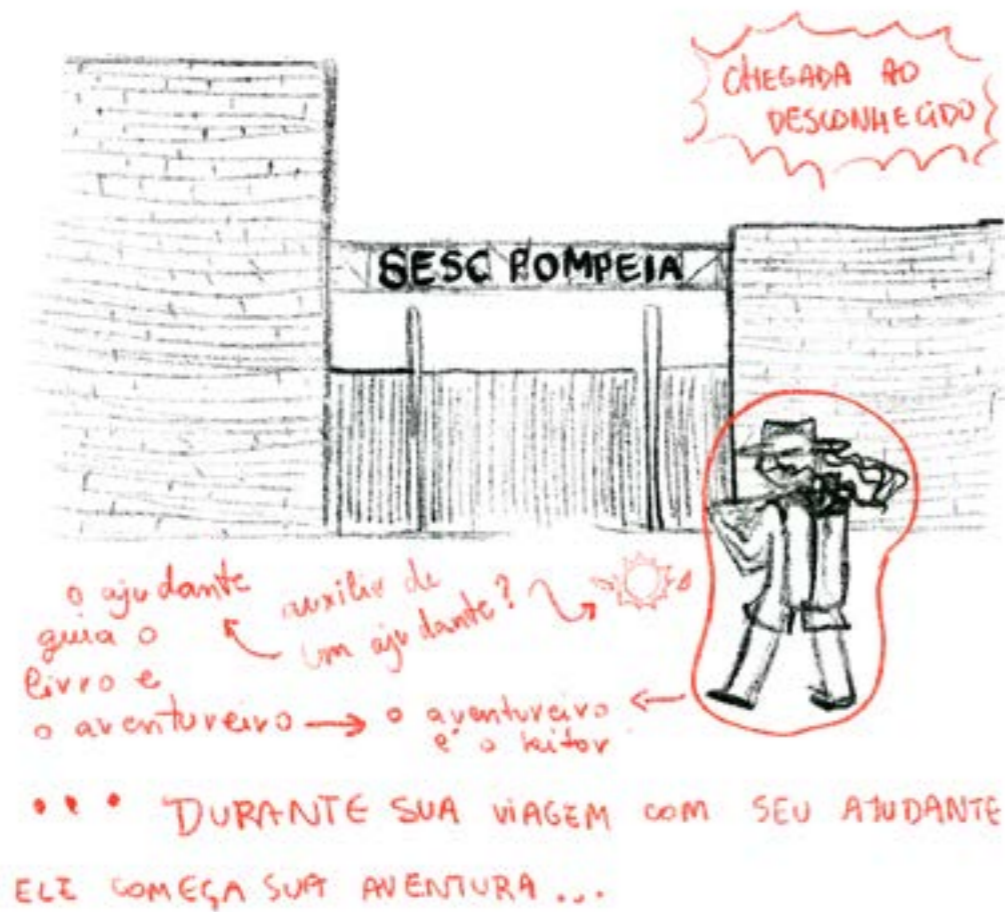 CHEGADA AO
DESCONHECIDO
SESC POMPEIA
o ajudante
guia o
livro e
o aventureiro
auxílio de
um ajudante?
o aventureiro
é o leitor
... DURANTE SUA VIAGEM COM SEU AJUDANTE
ELE COMEÇA SUA AVENTURA...